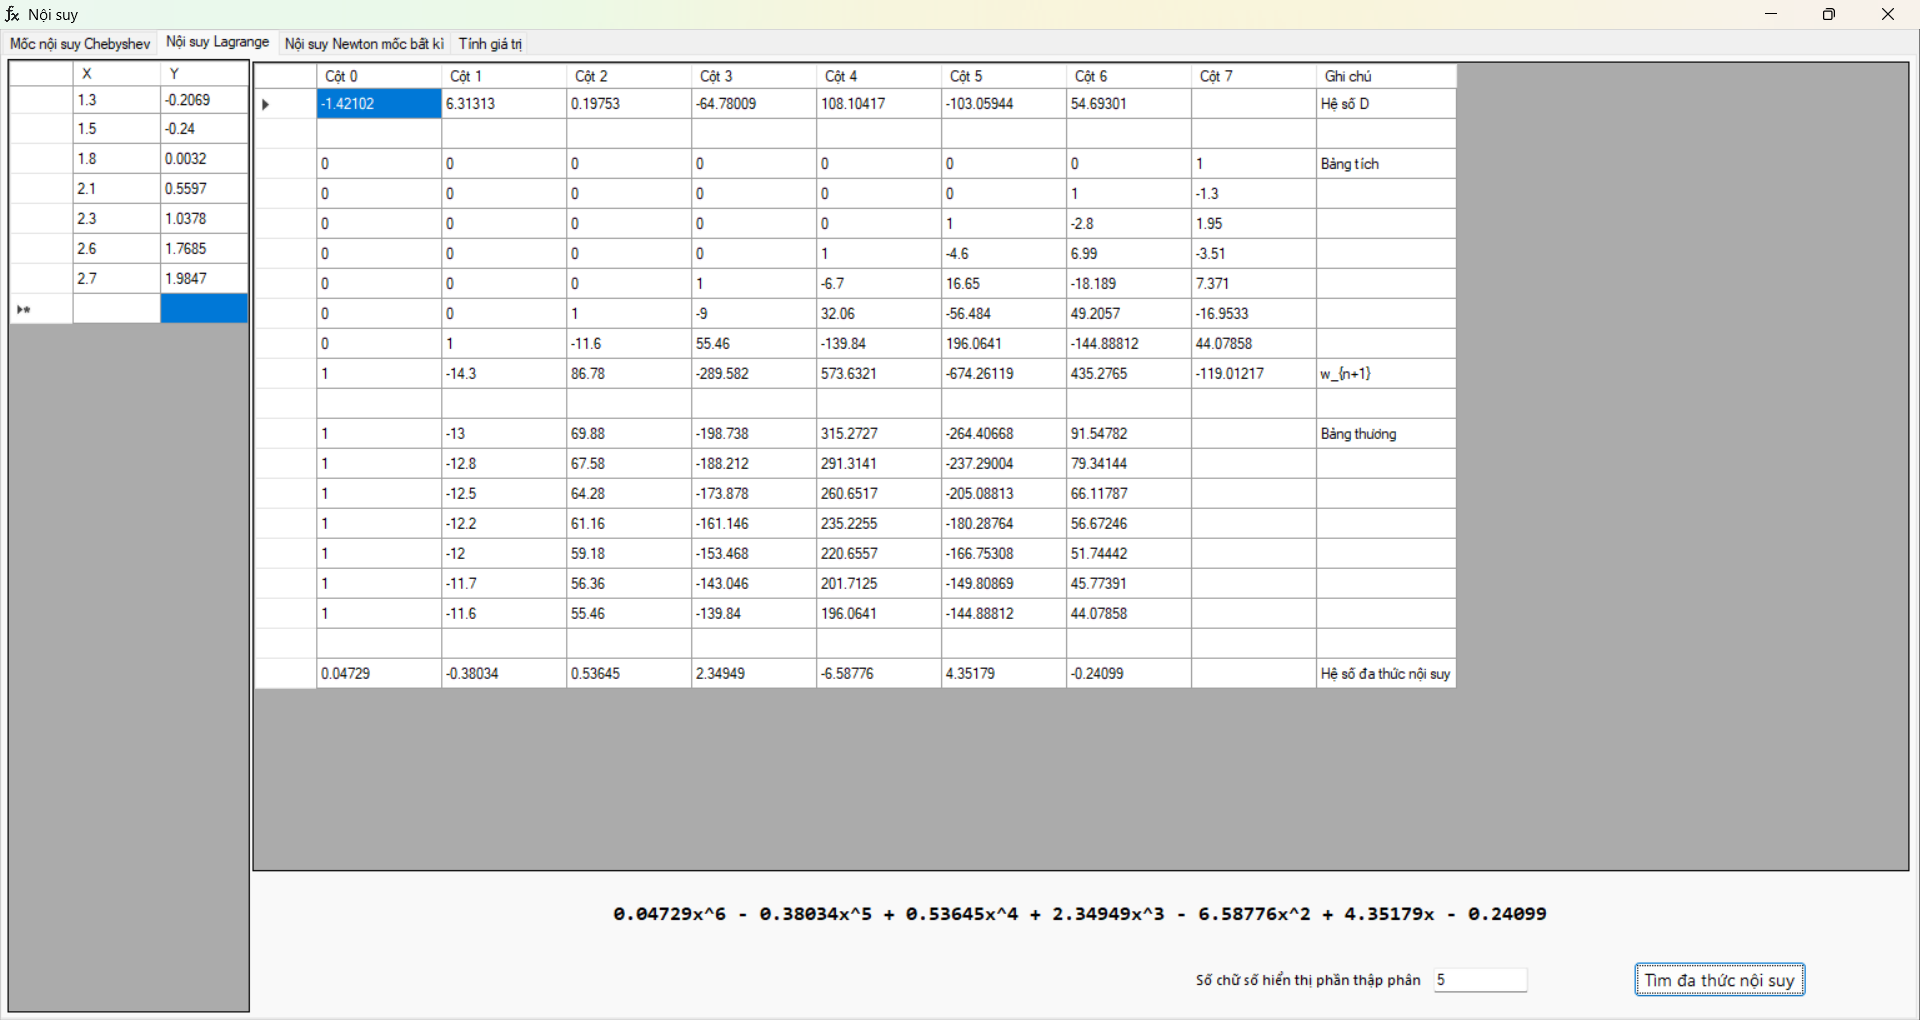 fx Nội suy
Mốc nội suy Chebyshev Nội suy Lagrange Nội suy Newton mốc bất kì Tính giá trị
X Y
1.3 -0.2069
1.5 -0.24
1.8 0.0032
2.1 0.5597
2.3 1.0378
2.6 1.7685
2.7 1.9847
Cột 0 Cột 1 Cột 2 Cột 3 Cột 4 Cột 5 Cột 6 Cột 7 Ghi chú
-1.42102 6.31313 0.19753 -64.78009 108.10417 -103.05944 54.69301 Hệ số D
0 0 0 0 0 0 0 1 Bảng tích
0 0 0 0 0 0 1 -1.3
0 0 0 0 0 1 -2.8 1.95
0 0 0 0 1 -4.6 6.99 -3.51
0 0 0 1 -6.7 16.65 -18.189 7.371
0 0 1 -9 32.06 -56.484 49.2057 -16.9533
0 1 -11.6 55.46 -139.84 196.0641 -144.88812 44.07858
1 -14.3 86.78 -289.582 573.6321 -674.26119 435.2765 -119.01217 w_{n+1}
1 -13 69.88 -198.738 315.2727 -264.40668 91.54782 Bảng thương
1 -12.8 67.58 -188.212 291.3141 -237.29004 79.34144
1 -12.5 64.28 -173.878 260.6517 -205.08813 66.11787
1 -12.2 61.16 -161.146 235.2255 -180.28764 56.67246
1 -12 59.18 -153.468 220.6557 -166.75308 51.74442
1 -11.7 56.36 -143.046 201.7125 -149.80869 45.77391
1 -11.6 55.46 -139.84 196.0641 -144.88812 44.07858
0.04729 -0.38034 0.53645 2.34949 -6.58776 4.35179 -0.24099 Hệ số đa thức nội suy
0.04729x^6 - 0.38034x^5 + 0.53645x^4 + 2.34949x^3 - 6.58776x^2 + 4.35179x - 0.24099
Số chữ số hiển thị phần thập phân 5
Tìm đa thức nội suy